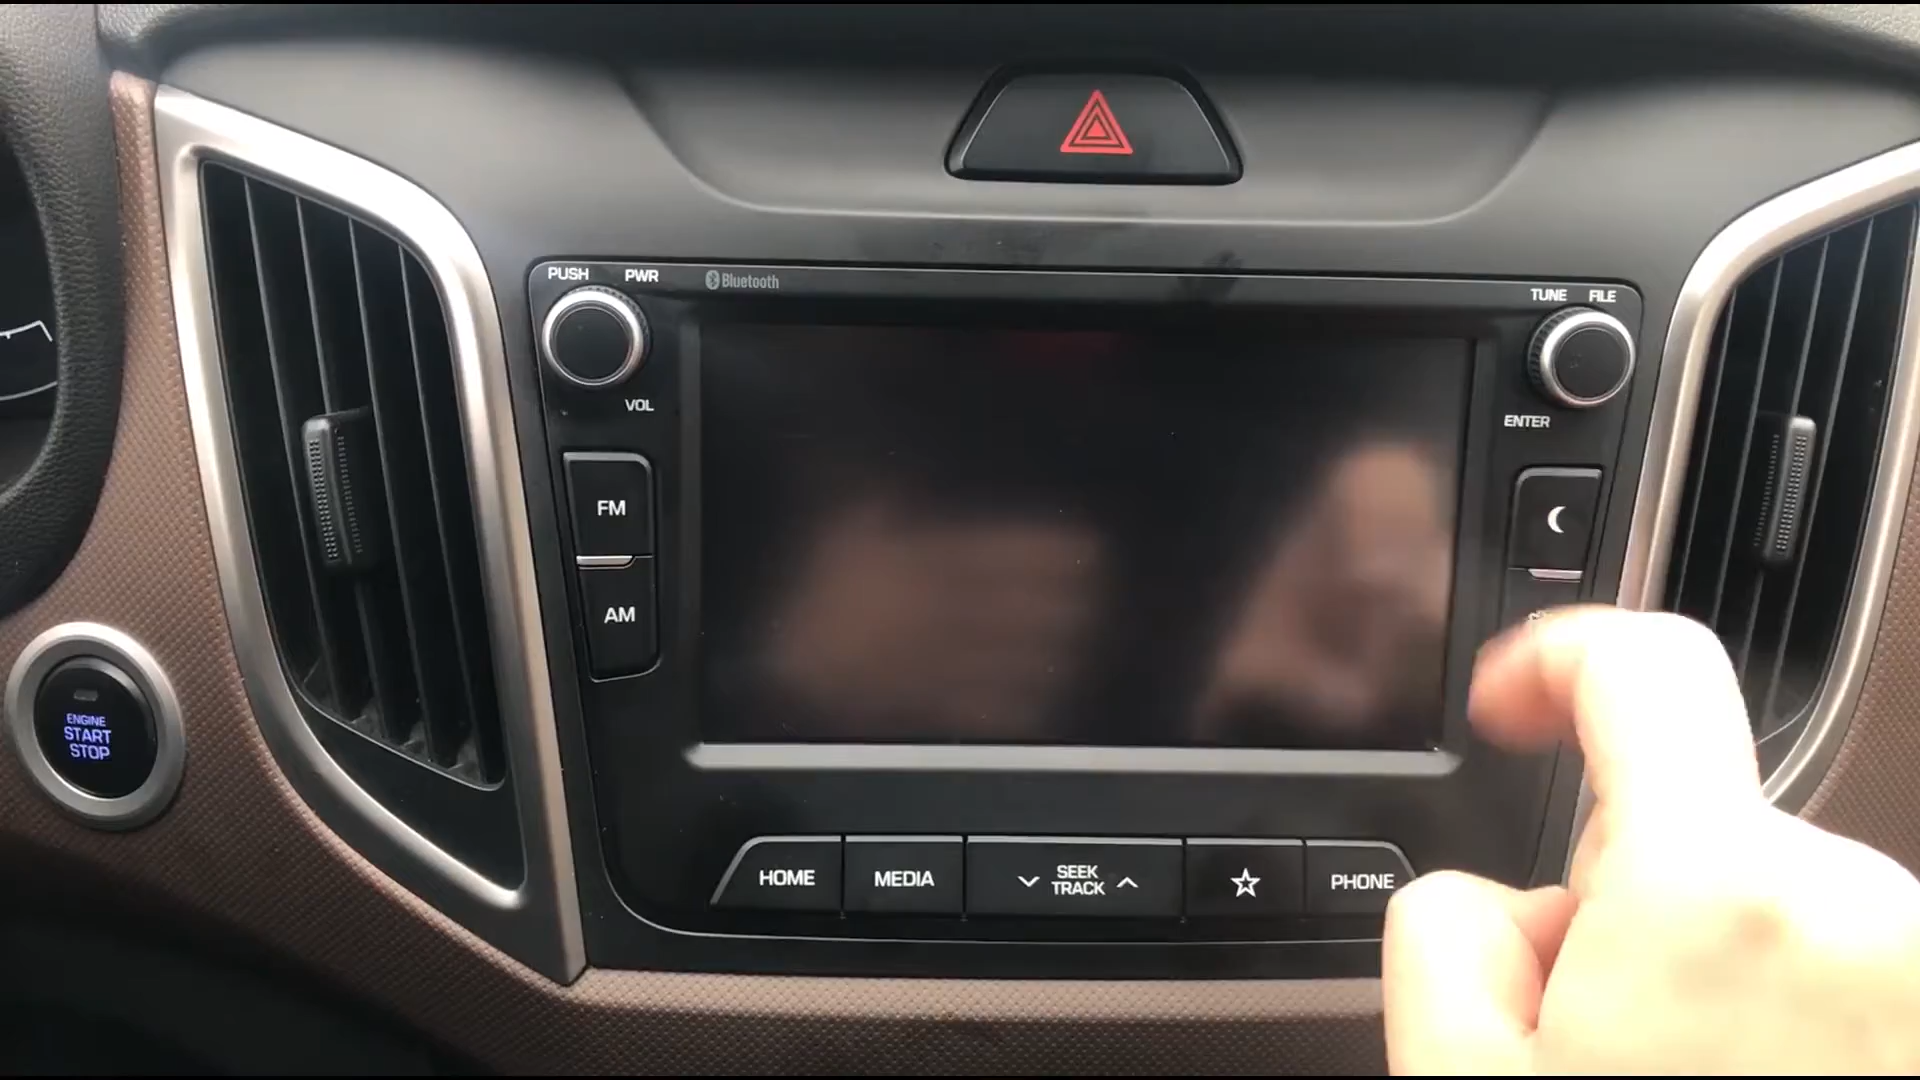 PUSH PWR
Bluetooth
TUNE FILE
VOL
ENTER
FM
AM
ENGINE
START
STOP
HOME
MEDIA
SEEK
TRACK
PHONE